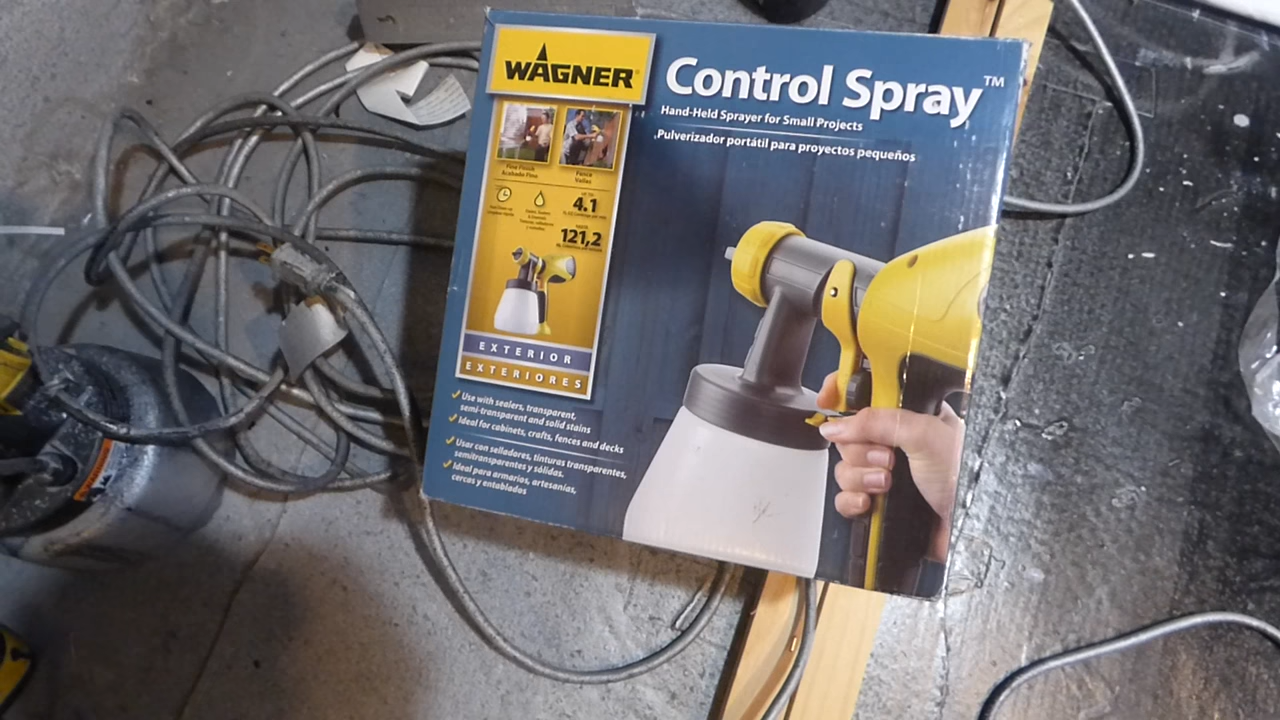 WAGNER
Control Spray™
Hand-Held Sprayer for Small Projects
Pulverizador portátil para proyectos pequeños
Fine Finish
Acabado Fino
Fence
Vallas
4.1
121,2
EXTERIOR
EXTERIORES
Use with sealers, transparent,
semi-transparent and solid stains
Ideal for cabinets, crafts, fences and decks
Usar con selladores, tinturas transparentes,
semitransparentes y sólidas.
Ideal para armarios, artesanías,
cercas y entablados